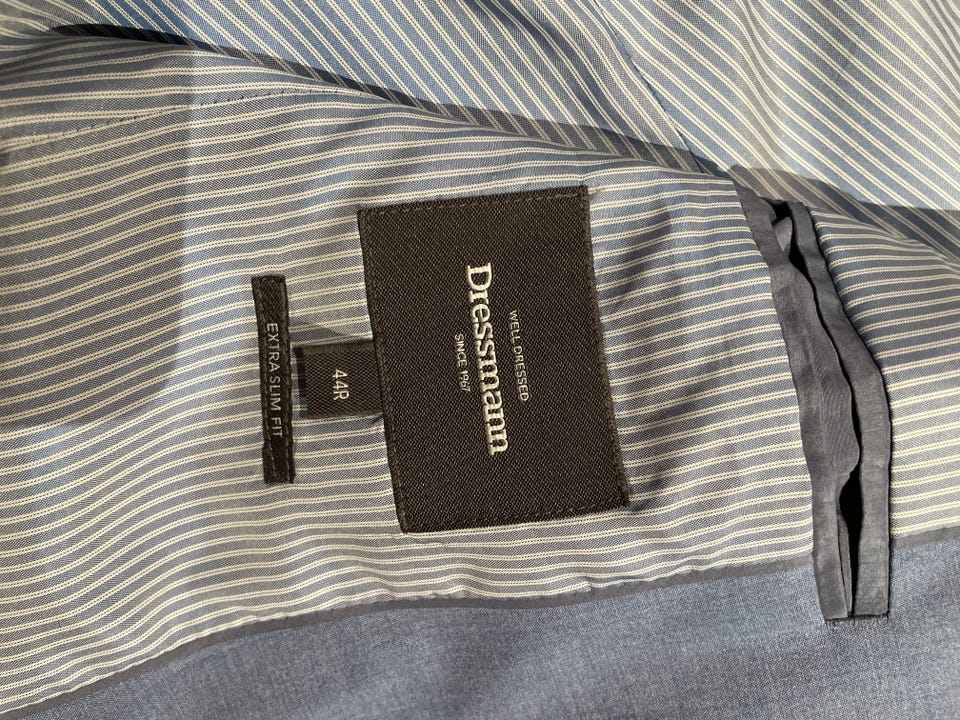 WELL DRESSED
Dressmann
SINCE 1967
44R
EXTRA SLIM FIT